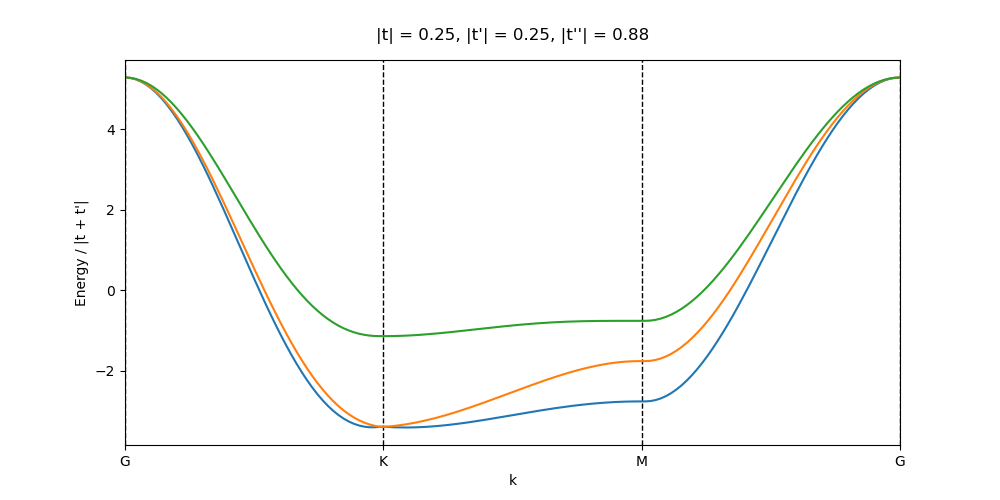 |t| = 0.25, |t'| = 0.25, |t''| = 0.88
Energy / |t + t'|
4
2
0
−2
G
K
M
G
k